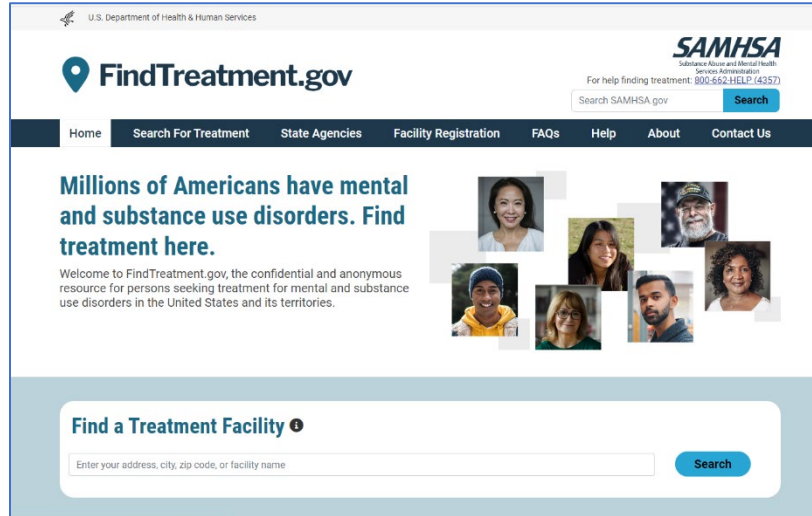 U.S. Department of Health & Human Services
SAMHSA
Substance Abuse and Mental Health
Services Administration
FindTreatment.gov
For help finding treatment: 800-662-HELP (4357)
Search SAMHSA.gov
Search
Home Search For Treatment State Agencies Facility Registration FAQs Help About Contact Us
Millions of Americans have mental
and substance use disorders. Find
treatment here.
Welcome to FindTreatment.gov, the confidential and anonymous
resource for persons seeking treatment for mental and substance
use disorders in the United States and its territories.
Find a Treatment Facility
Enter your address, city, zip code, or facility name
Search